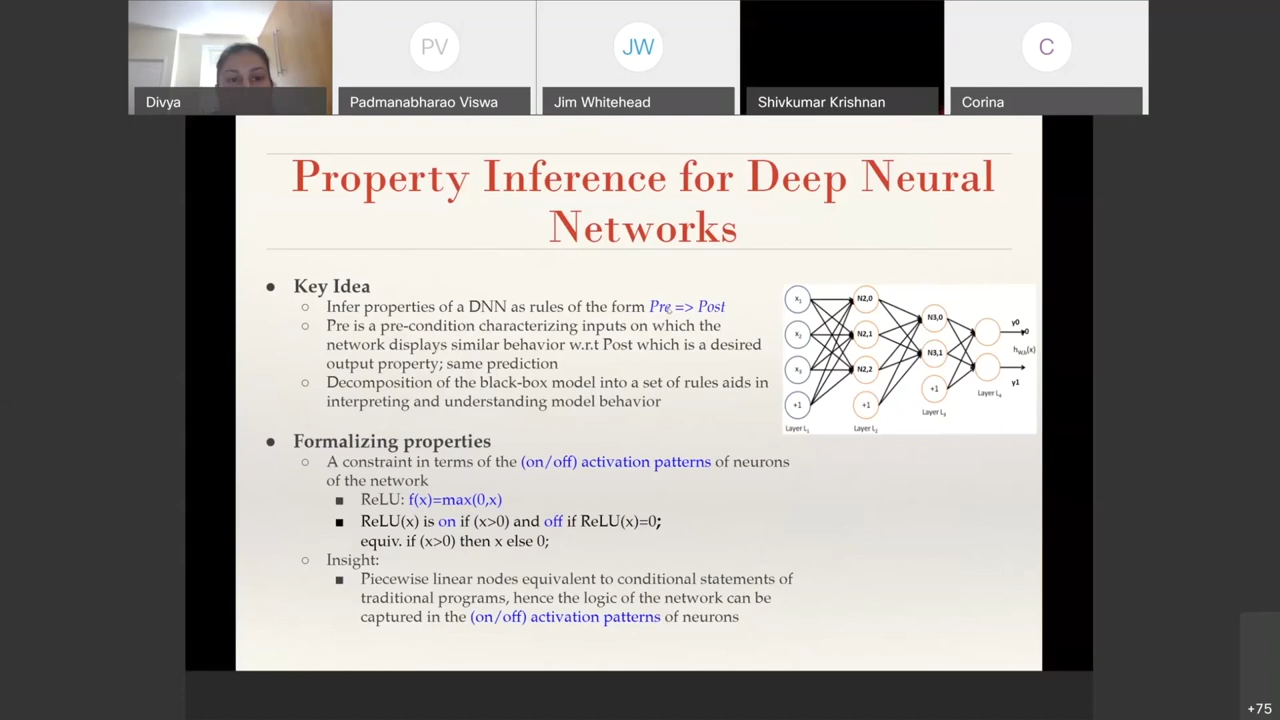 PV
JW
C
Divya
Padmanabharao Viswa
Jim Whitehead
Shivkumar Krishnan
Corina
Property Inference for Deep Neural
Networks
● Key Idea
○ Infer properties of a DNN as rules of the form Pre => Post
○ Pre is a pre-condition characterizing inputs on which the
network displays similar behavior w.r.t Post which is a desired
output property; same prediction
○ Decomposition of the black-box model into a set of rules aids in
interpreting and understanding model behavior
● Formalizing properties
○ A constraint in terms of the (on/off) activation patterns of neurons
of the network
■ ReLU: f(x)=max(0,x)
■ ReLU(x) is on if (x>0) and off if ReLU(x)=0;
equiv. if (x>0) then x else 0;
○ Insight:
■ Piecewise linear nodes equivalent to conditional statements of
traditional programs, hence the logic of the network can be
captured in the (on/off) activation patterns of neurons
x1
x2
x3
+1
Layer L1
N2,0
N2,1
N2,2
+1
Layer L2
N3,0
N3,1
+1
Layer L3
Layer L4
y0
hW,b(x)
y1
+75